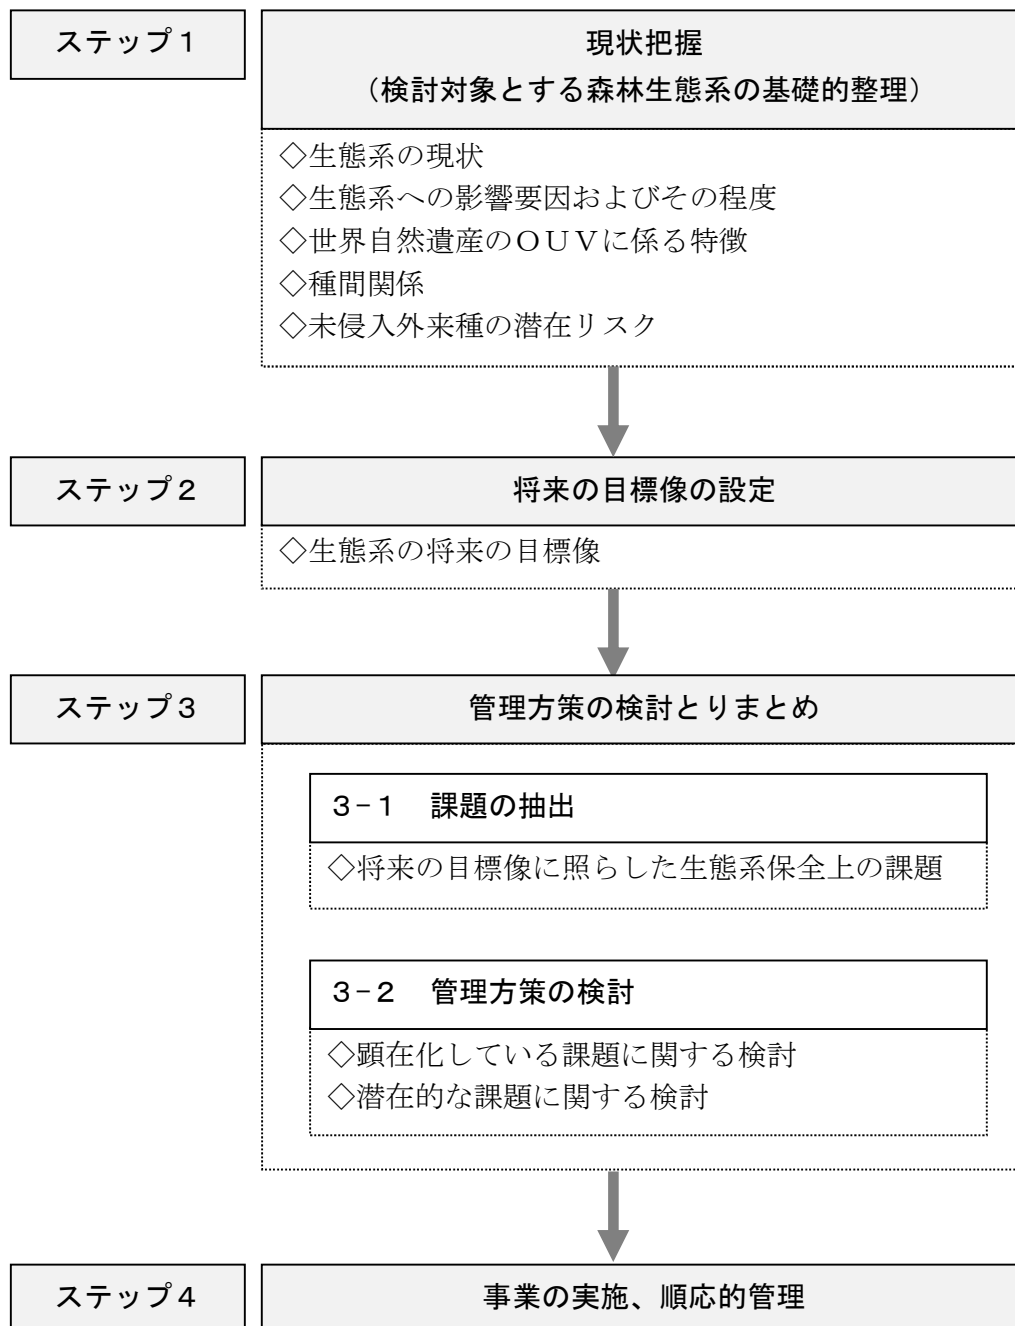 ステップ１
現状把握
（検討対象とする森林生態系の基礎的整理）
◇生態系の現状
◇生態系への影響要因およびその程度
◇世界自然遺産のＯＵＶに係る特徴
◇種間関係
◇未侵入外来種の潜在リスク
ステップ２
将来の目標像の設定
◇生態系の将来の目標像
ステップ３
管理方策の検討とりまとめ
３−１　課題の抽出
◇将来の目標像に照らした生態系保全上の課題
３−２　管理方策の検討
◇顕在化している課題に関する検討
◇潜在的な課題に関する検討
ステップ４
事業の実施、順応的管理